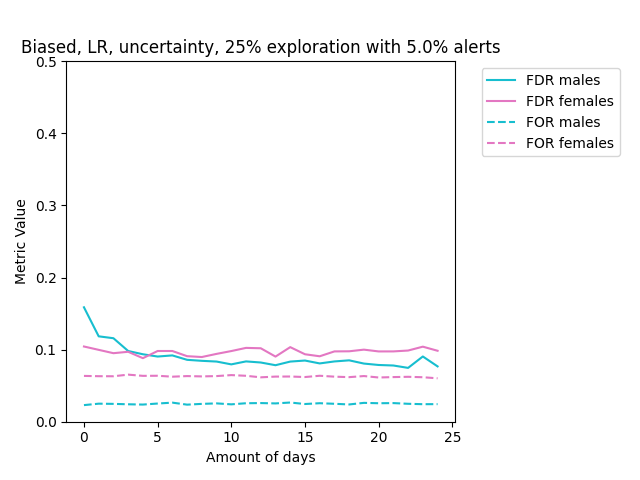 Biased, LR, uncertainty, 25% exploration with 5.0% alerts
FDR males
FDR females
FOR males
FOR females
0.5
0.4
0.3
0.2
0.1
0.0
Metric Value
0 5 10 15 20 25
Amount of days